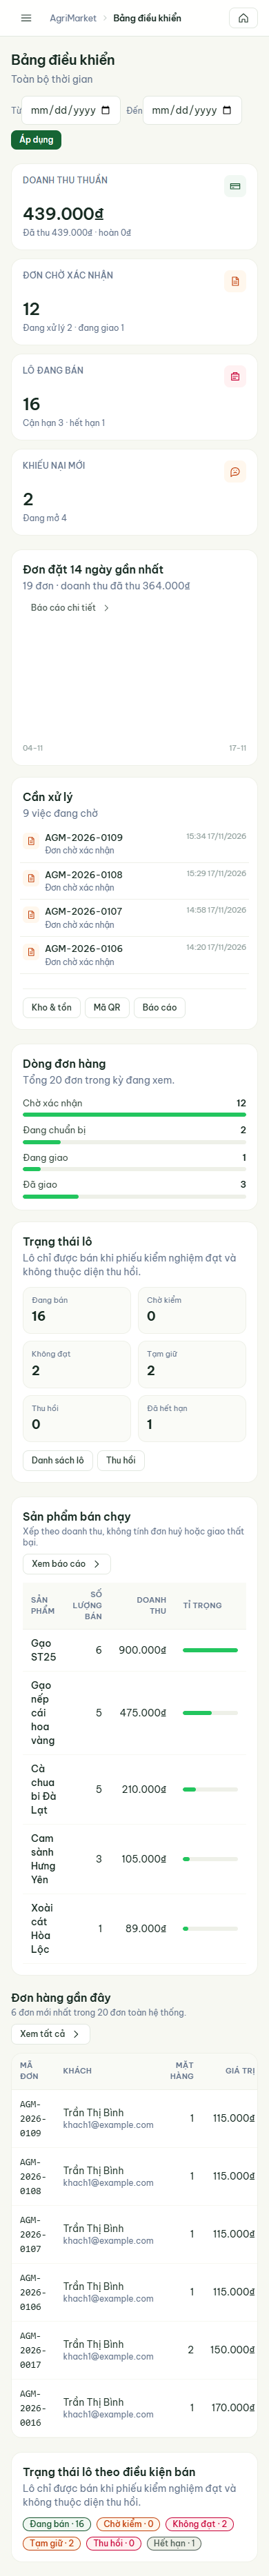 AgriMarket > Bảng điều khiển
Bảng điều khiển
Toàn bộ thời gian
Từ mm/dd/yyyy Đến mm/dd/yyyy
Áp dụng
DOANH THU THUẦN
439.000₫
Đã thu 439.000₫ · hoàn 0₫
ĐƠN CHỜ XÁC NHẬN
12
Đang xử lý 2 · đang giao 1
LÔ ĐANG BÁN
16
Cận hạn 3 · hết hạn 1
KHIẾU NẠI MỚI
2
Đang mở 4
Đơn đặt 14 ngày gần nhất
19 đơn · doanh thu đã thu 364.000₫
Báo cáo chi tiết
04-11 17-11
Cần xử lý
9 việc đang chờ
AGM-2026-0109 15:34 17/11/2026
Đơn chờ xác nhận
AGM-2026-0108 15:29 17/11/2026
Đơn chờ xác nhận
AGM-2026-0107 14:58 17/11/2026
Đơn chờ xác nhận
AGM-2026-0106 14:20 17/11/2026
Đơn chờ xác nhận
Kho & tồn Mã QR Báo cáo
Dòng đơn hàng
Tổng 20 đơn trong kỳ đang xem.
Chờ xác nhận 12
Đang chuẩn bị 2
Đang giao 1
Đã giao 3
Trạng thái lô
Lô chỉ được bán khi phiếu kiểm nghiệm đạt và
không thuộc diện thu hồi.
Đang bán Chờ kiểm
16 0
Không đạt Tạm giữ
2 2
Thu hồi Đã hết hạn
0 1
Danh sách lô Thu hồi
Sản phẩm bán chạy
Xếp theo doanh thu, không tính đơn huỷ hoặc giao thất
bại.
Xem báo cáo
SẢN PHẨM SỐ LƯỢNG BÁN DOANH THU TỈ TRỌNG
Gạo ST25 6 900.000₫
Gạo nếp cái hoa vàng 5 475.000₫
Cà chua bi Đà Lạt 5 210.000₫
Cam sành Hưng Yên 3 105.000₫
Xoài cát Hòa Lộc 1 89.000₫
Đơn hàng gần đây
6 đơn mới nhất trong 20 đơn toàn hệ thống.
Xem tất cả
MÃ ĐƠN KHÁCH MẶT HÀNG GIÁ TRỊ
AGM-2026-0109 Trần Thị Bình khach1@example.com 1 115.000₫
AGM-2026-0108 Trần Thị Bình khach1@example.com 1 115.000₫
AGM-2026-0107 Trần Thị Bình khach1@example.com 1 115.000₫
AGM-2026-0106 Trần Thị Bình khach1@example.com 1 115.000₫
AGM-2026-0017 Trần Thị Bình khach1@example.com 2 150.000₫
AGM-2026-0016 Trần Thị Bình khach1@example.com 1 170.000₫
Trạng thái lô theo điều kiện bán
Lô chỉ được bán khi phiếu kiểm nghiệm đạt và
không thuộc diện thu hồi.
Đang bán · 16 Chờ kiểm · 0 Không đạt · 2
Tạm giữ · 2 Thu hồi · 0 Hết hạn · 1